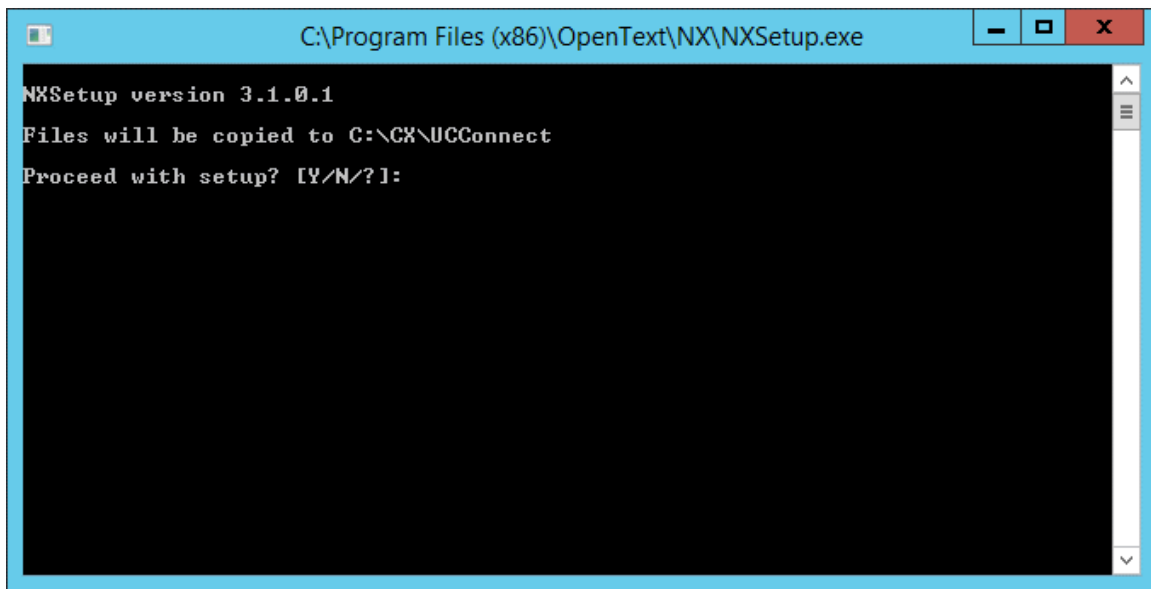 C:\Program Files (x86)\OpenText\NX\NXSetup.exe
NXSetup version 3.1.0.1
Files will be copied to C:\CX\UCConnect
Proceed with setup? [Y/N/?]: